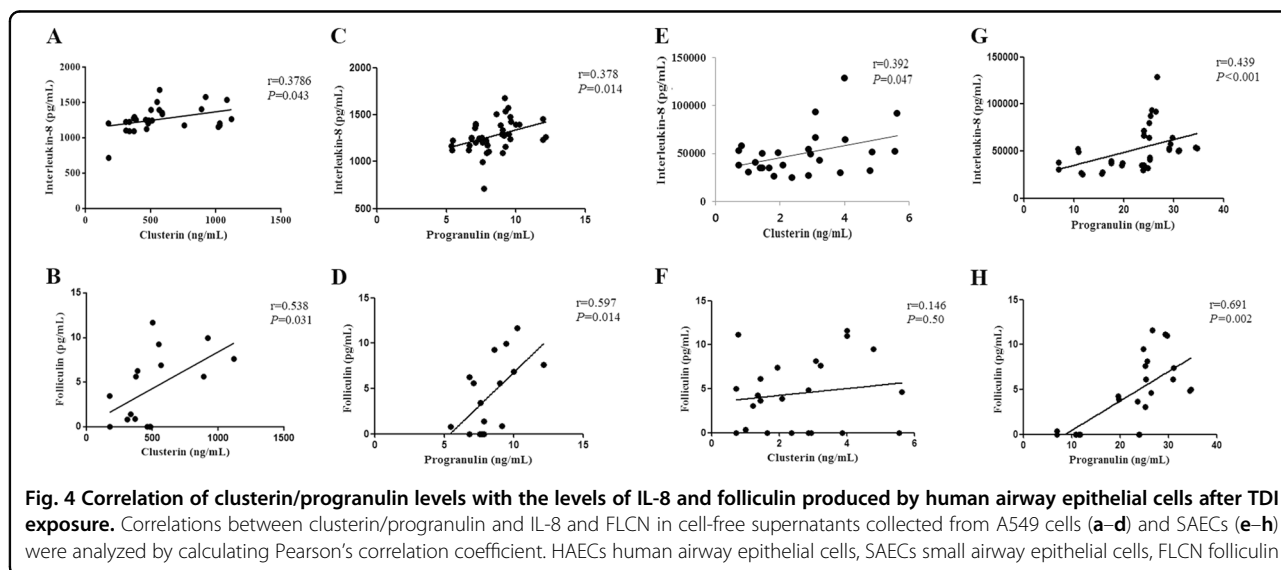 A
2000
1500
1000
500
0
0
500
1000
1500
Interleukin-8 (pg/mL)
Clusterin (ng/mL)
r=0.3786
P=0.043
C
2000
1500
1000
500
0
0
5
10
15
Interleukin-8 (pg/mL)
Progranulin (ng/mL)
r=0.378
P=0.014
E
150000
100000
50000
0
0
2
4
6
Interleukin-8 (pg/mL)
Clusterin (ng/mL)
r=0.392
P=0.047
G
150000
100000
50000
0
0
10
20
30
40
Interleukin-8 (pg/mL)
Progranulin (ng/mL)
r=0.439
P<0.001
B
15
10
5
0
0
500
1000
1500
Folliculin (pg/mL)
Clusterin (ng/mL)
r=0.538
P=0.031
D
15
10
5
0
0
5
10
15
Folliculin (pg/mL)
Progranulin (ng/mL)
r=0.597
P=0.014
F
15
10
5
0
0
2
4
6
Folliculin (pg/mL)
Clusterin (ng/mL)
r=0.146
P=0.50
H
15
10
5
0
0
10
20
30
40
Folliculin (pg/mL)
Progranulin (ng/mL)
r=0.691
P=0.002
Fig. 4 Correlation of clusterin/progranulin levels with the levels of IL-8 and folliculin produced by human airway epithelial cells after TDI
exposure. Correlations between clusterin/progranulin and IL-8 and FLCN in cell-free supernatants collected from A549 cells (a–d) and SAECs (e–h)
were analyzed by calculating Pearson's correlation coefficient. HAECs human airway epithelial cells, SAECs small airway epithelial cells, FLCN folliculin